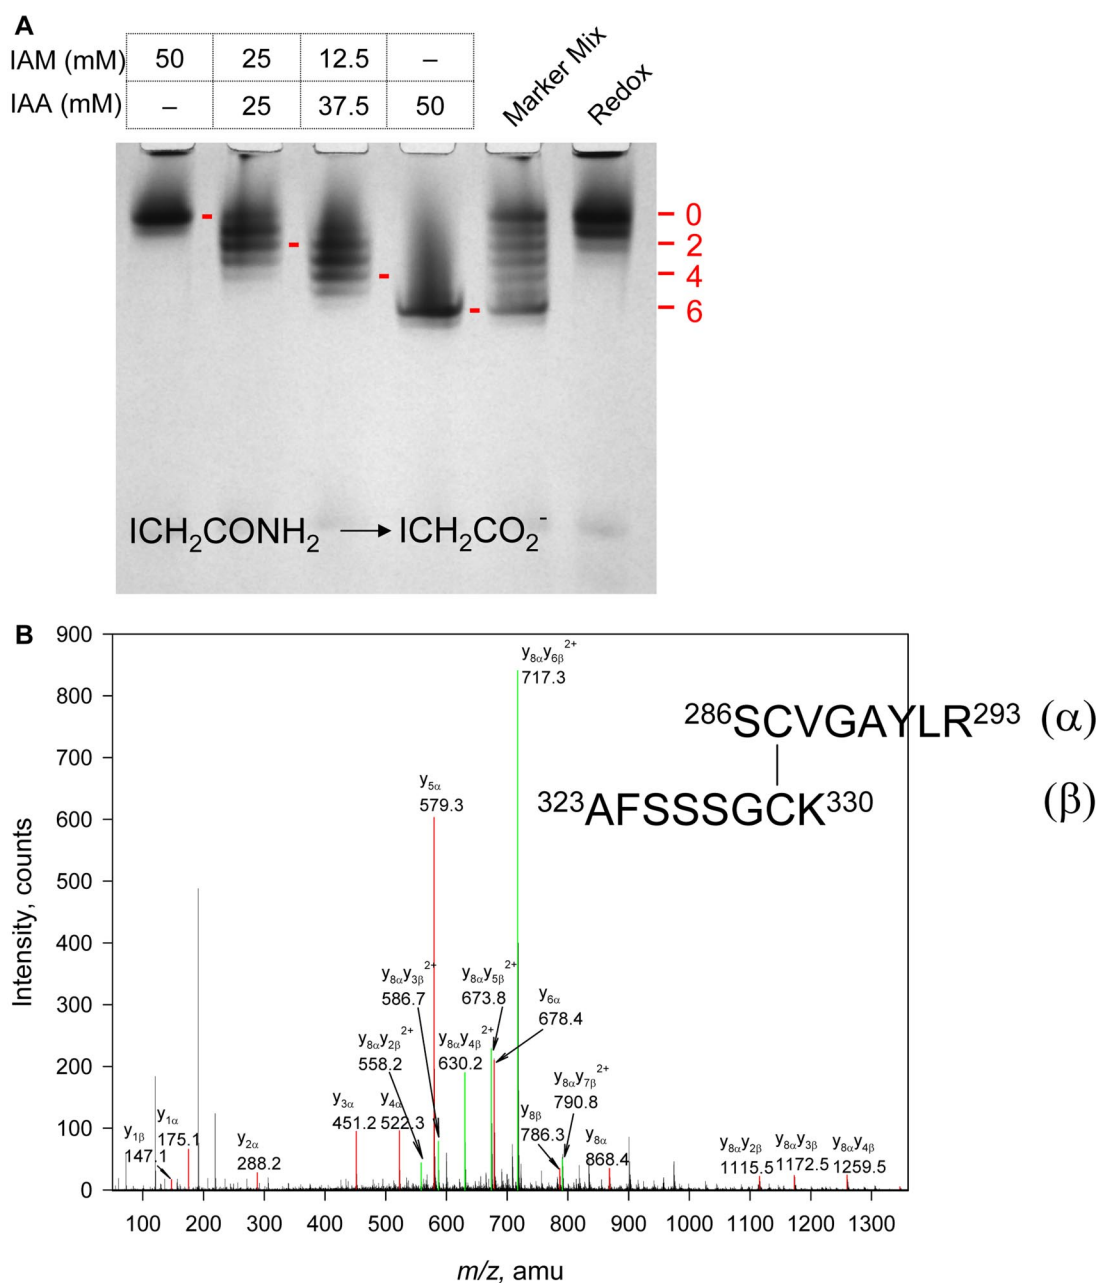 A
IAM (mM) 50 25 12.5 –
IAA (mM) – 25 37.5 50
Marker Mix
Redox
0
2
4
6
ICH₂CONH₂ → ICH₂CO₂⁻
B
Intensity, counts
900
800
700
600
500
400
300
200
100
0
y8αy6β²⁺
717.3
²⁸⁶SCVGAYLR²⁹³ (α)
³²³AFSSSGCK³³⁰ (β)
y5α
579.3
y8αy3β²⁺
586.7
y8αy5β²⁺
673.8
y6α
678.4
y8αy2β²⁺
558.2
y8αy4β²⁺
630.2
y8αy7β²⁺
790.8
y3α
451.2
y4α
522.3
y8β
786.3
y1β
147.1
y1α
175.1
y2α
288.2
y8α
868.4
y8αy2β
1115.5
y8αy3β
1172.5
y8αy4β
1259.5
100 200 300 400 500 600 700 800 900 1000 1100 1200 1300
m/z, amu